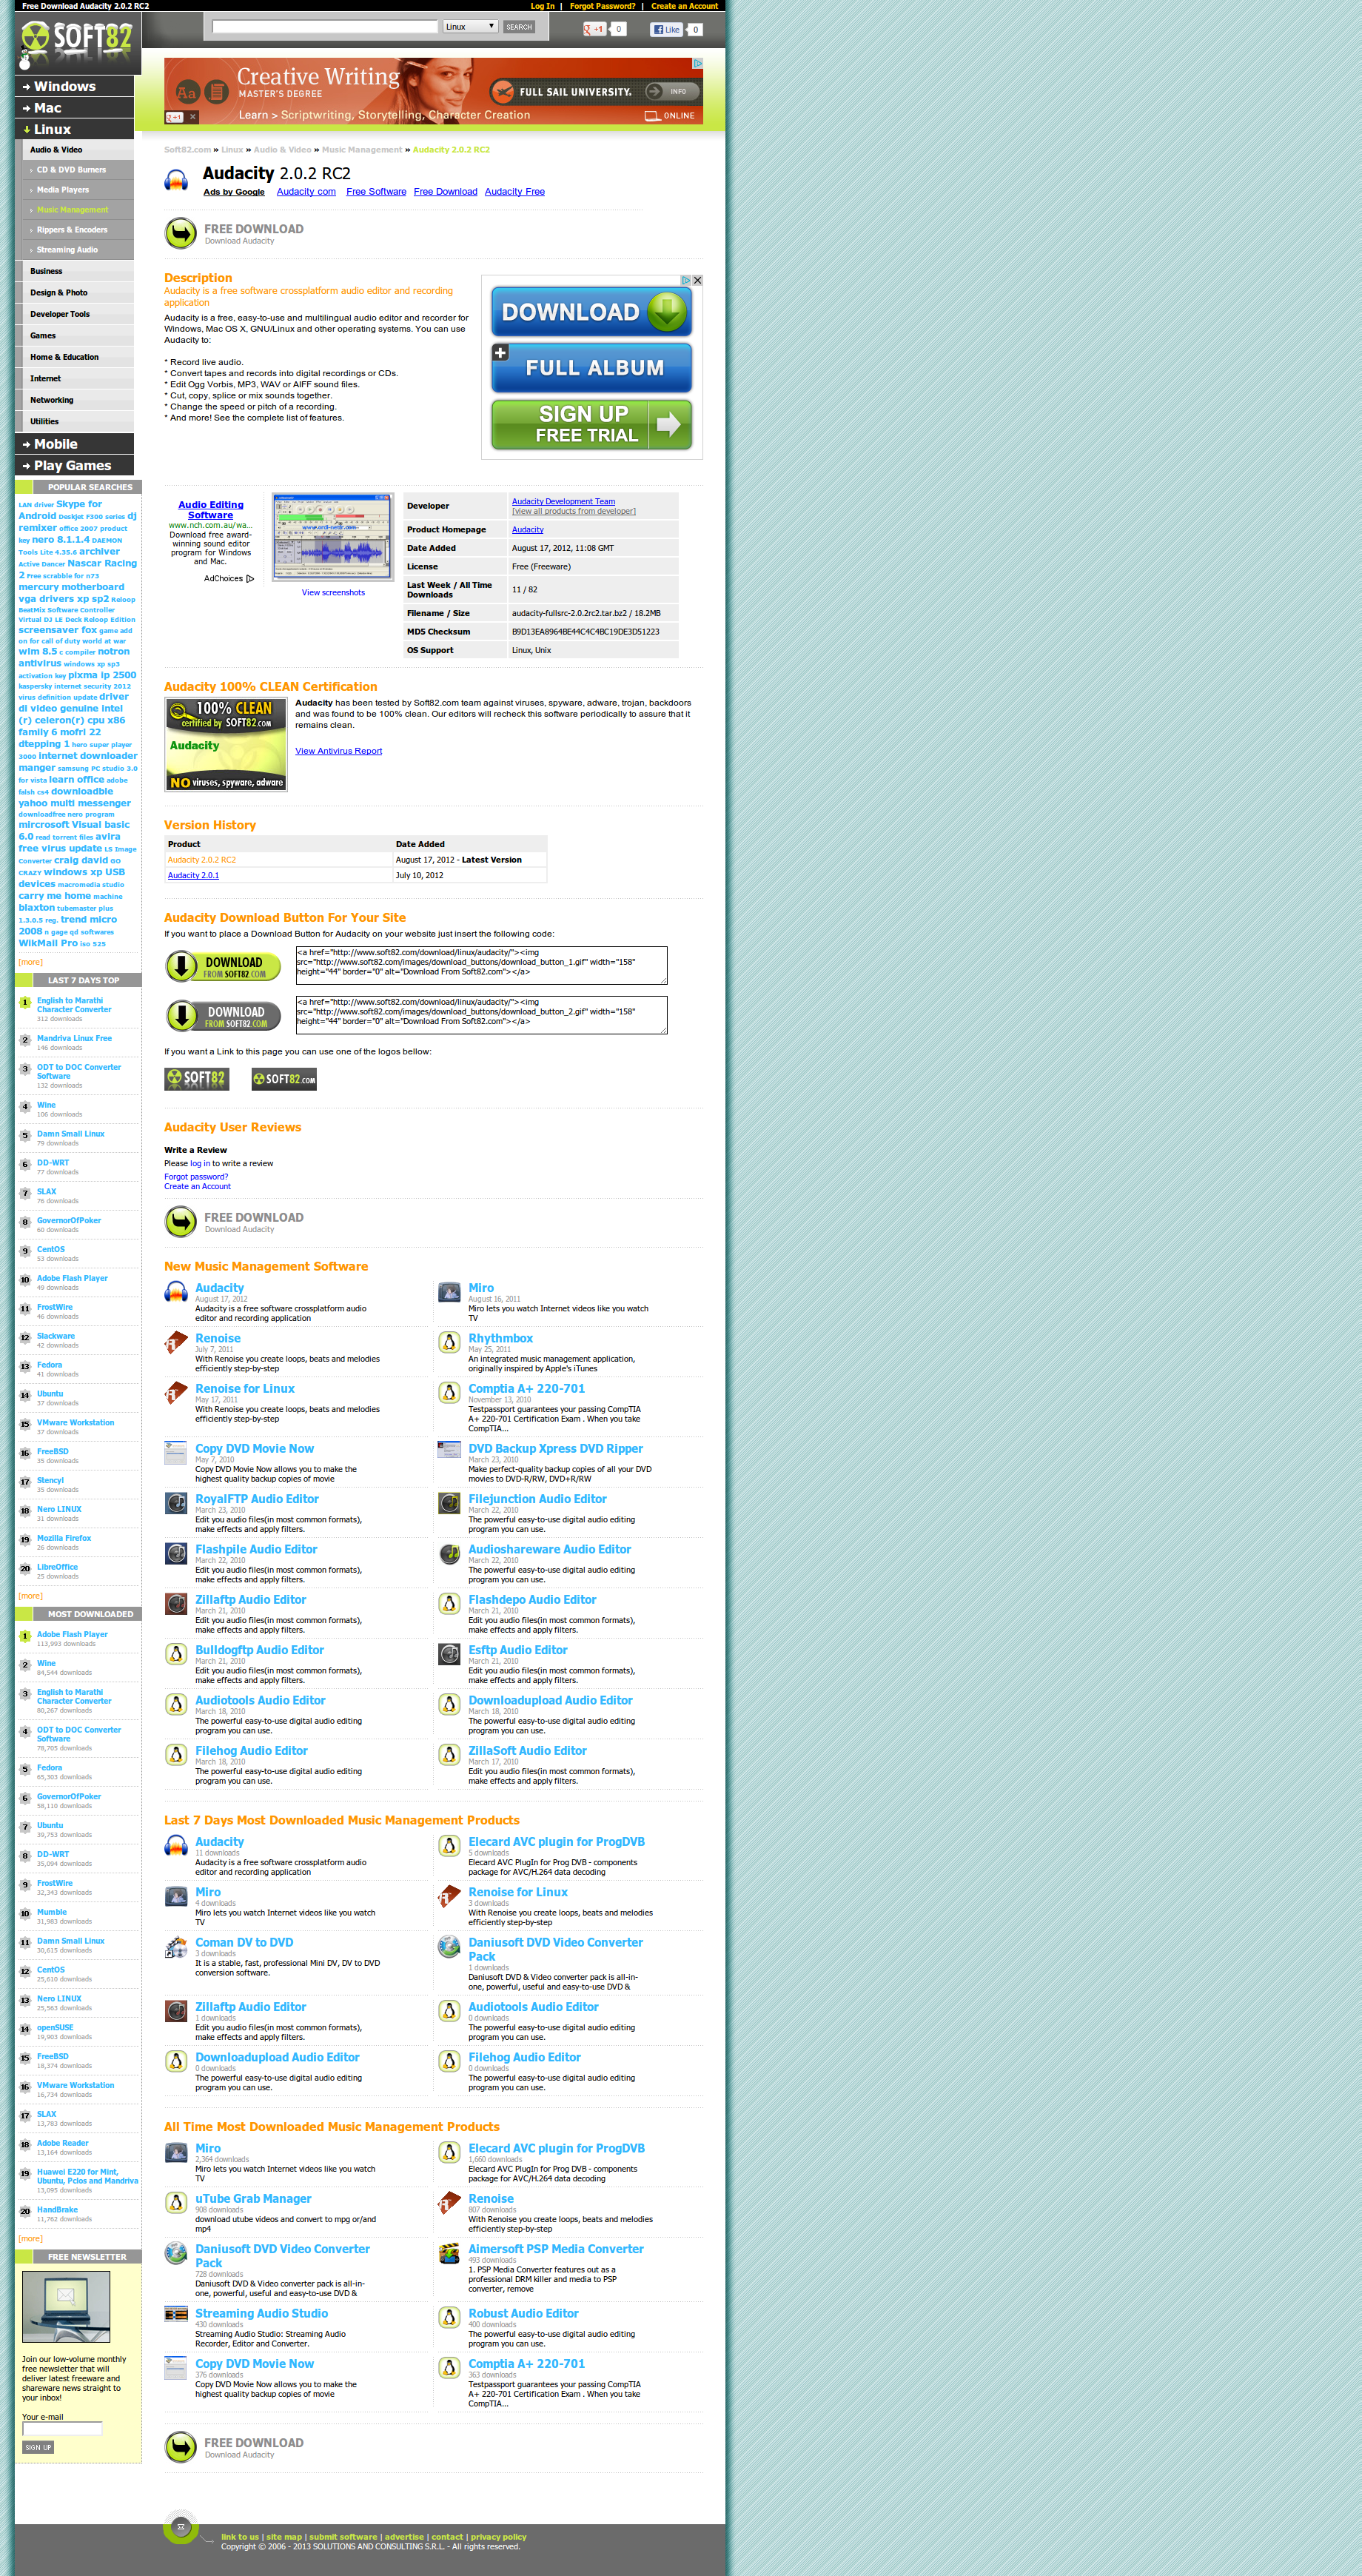 Free Download Audacity 2.0.2 RC2
Log In | Forgot Password? | Create an Account
SOFT82
Linux
SEARCH
+1 0
Like 0
Creative Writing
MASTER'S DEGREE
FULL SAIL UNIVERSITY.
INFO
Learn > Scriptwriting, Storytelling, Character Creation
ONLINE
Windows
Mac
Linux
Audio & Video
CD & DVD Burners
Media Players
Music Management
Rippers & Encoders
Streaming Audio
Business
Design & Photo
Developer Tools
Games
Home & Education
Internet
Networking
Utilities
Mobile
Play Games
POPULAR SEARCHES
LAN driver Skype for
Android Deskjet F300 series dj
remixer office 2007 product
key nero 8.1.1.4 DAEMON
Tools Lite 4.35.6 archiver
Active Dancer Nascar Racing
2 Free scrabble for n73
mercury motherboard
vga drivers xp sp2 Reloop
BeatMix Software Controller
Virtual DJ LE Deck Reloop Edition
screensaver fox game add
on for call of duty world at war
wlm 8.5 c compiler notron
antivirus windows xp sp3
activation key pixma ip 2500
kaspersky internet security 2012
virus definition update driver
dl video genuine intel
(r) celeron(r) cpu x86
family 6 mofrl 22
dtepping 1 hero super player
3000 internet downloader
manger samsung PC studio 3.0
for vista learn office adobe
falsh cs4 downloadble
yahoo multi messenger
downloadfree nero program
mircrosoft Visual basic
6.0 read torrent files avira
free virus update LS Image
Converter craig david GO
CRAZY windows xp USB
devices macromedia studio
carry me home machine
blaxton tubemaster plus
1.3.0.5 reg. trend micro
2008 n gage qd softwares
WikMail Pro iso 525
[more]
LAST 7 DAYS TOP
1 English to Marathi
Character Converter
312 downloads
2 Mandriva Linux Free
146 downloads
3 ODT to DOC Converter
Software
132 downloads
4 Wine
106 downloads
5 Damn Small Linux
79 downloads
6 DD-WRT
77 downloads
7 SLAX
76 downloads
8 GovernorOfPoker
60 downloads
9 CentOS
53 downloads
10 Adobe Flash Player
49 downloads
11 FrostWire
46 downloads
12 Slackware
42 downloads
13 Fedora
41 downloads
14 Ubuntu
37 downloads
15 VMware Workstation
37 downloads
16 FreeBSD
35 downloads
17 Stencyl
35 downloads
18 Nero LINUX
31 downloads
19 Mozilla Firefox
26 downloads
20 LibreOffice
25 downloads
[more]
MOST DOWNLOADED
1 Adobe Flash Player
113,993 downloads
2 Wine
84,544 downloads
3 English to Marathi
Character Converter
80,267 downloads
4 ODT to DOC Converter
Software
78,705 downloads
5 Fedora
65,303 downloads
6 GovernorOfPoker
58,110 downloads
7 Ubuntu
39,753 downloads
8 DD-WRT
35,094 downloads
9 FrostWire
32,343 downloads
10 Mumble
31,983 downloads
11 Damn Small Linux
30,615 downloads
12 CentOS
25,610 downloads
13 Nero LINUX
25,563 downloads
14 openSUSE
19,903 downloads
15 FreeBSD
18,374 downloads
16 VMware Workstation
16,734 downloads
17 SLAX
13,783 downloads
18 Adobe Reader
13,164 downloads
19 Huawei E220 for Mint,
Ubuntu, Pclos and Mandriva
13,095 downloads
20 HandBrake
11,762 downloads
[more]
FREE NEWSLETTER
Join our low-volume monthly
free newsletter that will
deliver latest freeware and
shareware news straight to
your inbox!
Your e-mail
SIGN UP
Soft82.com » Linux » Audio & Video » Music Management » Audacity 2.0.2 RC2
Audacity 2.0.2 RC2
Ads by Google Audacity com Free Software Free Download Audacity Free
FREE DOWNLOAD
Download Audacity
Description
Audacity is a free software crossplatform audio editor and recording
application
Audacity is a free, easy-to-use and multilingual audio editor and recorder for
Windows, Mac OS X, GNU/Linux and other operating systems. You can use
Audacity to:
* Record live audio.
* Convert tapes and records into digital recordings or CDs.
* Edit Ogg Vorbis, MP3, WAV or AIFF sound files.
* Cut, copy, splice or mix sounds together.
* Change the speed or pitch of a recording.
* And more! See the complete list of features.
DOWNLOAD
FULL ALBUM
SIGN UP
FREE TRIAL
Audio Editing
Software
www.nch.com.au/wa...
Download free award-
winning sound editor
program for Windows
and Mac.
AdChoices
View screenshots
Developer Audacity Development Team
[view all products from developer]
Product Homepage Audacity
Date Added August 17, 2012, 11:08 GMT
License Free (Freeware)
Last Week / All Time
Downloads 11 / 82
Filename / Size audacity-fullsrc-2.0.2rc2.tar.bz2 / 18.2MB
MD5 Checksum B9D13EA8964BE44C4C4BC19DE3D51223
OS Support Linux, Unix
Audacity 100% CLEAN Certification
100% CLEAN
certified by SOFT82.com
Audacity
NO viruses, spyware, adware
Audacity has been tested by Soft82.com team against viruses, spyware, adware, trojan, backdoors
and was found to be 100% clean. Our editors will recheck this software periodically to assure that it
remains clean.
View Antivirus Report
Version History
Product Date Added
Audacity 2.0.2 RC2 August 17, 2012 - Latest Version
Audacity 2.0.1 July 10, 2012
Audacity Download Button For Your Site
If you want to place a Download Button for Audacity on your website just insert the following code:
DOWNLOAD
FROM SOFT82.COM
<a href="http://www.soft82.com/download/linux/audacity/"><img
src="http://www.soft82.com/images/download_buttons/download_button_1.gif" width="158"
height="44" border="0" alt="Download From Soft82.com"></a>
DOWNLOAD
FROM SOFT82.COM
<a href="http://www.soft82.com/download/linux/audacity/"><img
src="http://www.soft82.com/images/download_buttons/download_button_2.gif" width="158"
height="44" border="0" alt="Download From Soft82.com"></a>
If you want a Link to this page you can use one of the logos bellow:
SOFT82
SOFT82.COM
Audacity User Reviews
Write a Review
Please log in to write a review
Forgot password?
Create an Account
FREE DOWNLOAD
Download Audacity
New Music Management Software
Audacity
August 17, 2012
Audacity is a free software crossplatform audio
editor and recording application
Miro
August 16, 2011
Miro lets you watch Internet videos like you watch
TV
Renoise
July 7, 2011
With Renoise you create loops, beats and melodies
efficiently step-by-step
Rhythmbox
May 25, 2011
An integrated music management application,
originally inspired by Apple's iTunes
Renoise for Linux
May 17, 2011
With Renoise you create loops, beats and melodies
efficiently step-by-step
Comptia A+ 220-701
November 13, 2010
Testpassport guarantees your passing CompTIA
A+ 220-701 Certification Exam . When you take
CompTIA...
Copy DVD Movie Now
May 7, 2010
Copy DVD Movie Now allows you to make the
highest quality backup copies of movie
DVD Backup Xpress DVD Ripper
March 23, 2010
Make perfect-quality backup copies of all your DVD
movies to DVD-R/RW, DVD+R/RW
RoyalFTP Audio Editor
March 23, 2010
Edit you audio files(in most common formats),
make effects and apply filters.
Filejunction Audio Editor
March 22, 2010
The powerful easy-to-use digital audio editing
program you can use.
Flashpile Audio Editor
March 22, 2010
Edit you audio files(in most common formats),
make effects and apply filters.
Audioshareware Audio Editor
March 22, 2010
The powerful easy-to-use digital audio editing
program you can use.
Zillaftp Audio Editor
March 21, 2010
Edit you audio files(in most common formats),
make effects and apply filters.
Flashdepo Audio Editor
March 21, 2010
Edit you audio files(in most common formats),
make effects and apply filters.
Bulldogftp Audio Editor
March 21, 2010
Edit you audio files(in most common formats),
make effects and apply filters.
Esftp Audio Editor
March 21, 2010
Edit you audio files(in most common formats),
make effects and apply filters.
Audiotools Audio Editor
March 18, 2010
The powerful easy-to-use digital audio editing
program you can use.
Downloadupload Audio Editor
March 18, 2010
The powerful easy-to-use digital audio editing
program you can use.
Filehog Audio Editor
March 18, 2010
The powerful easy-to-use digital audio editing
program you can use.
ZillaSoft Audio Editor
March 17, 2010
Edit you audio files(in most common formats),
make effects and apply filters.
Last 7 Days Most Downloaded Music Management Products
Audacity
11 downloads
Audacity is a free software crossplatform audio
editor and recording application
Elecard AVC plugin for ProgDVB
5 downloads
Elecard AVC PlugIn for Prog DVB - components
package for AVC/H.264 data decoding
Miro
4 downloads
Miro lets you watch Internet videos like you watch
TV
Renoise for Linux
3 downloads
With Renoise you create loops, beats and melodies
efficiently step-by-step
Coman DV to DVD
3 downloads
It is a stable, fast, professional Mini DV, DV to DVD
conversion software.
Daniusoft DVD Video Converter
Pack
1 downloads
Daniusoft DVD & Video converter pack is all-in-
one, powerful, useful and easy-to-use DVD &
Zillaftp Audio Editor
1 downloads
Edit you audio files(in most common formats),
make effects and apply filters.
Audiotools Audio Editor
0 downloads
The powerful easy-to-use digital audio editing
program you can use.
Downloadupload Audio Editor
0 downloads
The powerful easy-to-use digital audio editing
program you can use.
Filehog Audio Editor
0 downloads
The powerful easy-to-use digital audio editing
program you can use.
All Time Most Downloaded Music Management Products
Miro
2,364 downloads
Miro lets you watch Internet videos like you watch
TV
Elecard AVC plugin for ProgDVB
1,660 downloads
Elecard AVC PlugIn for Prog DVB - components
package for AVC/H.264 data decoding
uTube Grab Manager
908 downloads
download utube videos and convert to mpg or/and
mp4
Renoise
807 downloads
With Renoise you create loops, beats and melodies
efficiently step-by-step
Daniusoft DVD Video Converter
Pack
728 downloads
Daniusoft DVD & Video converter pack is all-in-
one, powerful, useful and easy-to-use DVD &
Aimersoft PSP Media Converter
493 downloads
1. PSP Media Converter features out as a
professional DRM killer and media to PSP
converter, remove
Streaming Audio Studio
430 downloads
Streaming Audio Studio: Streaming Audio
Recorder, Editor and Converter.
Robust Audio Editor
400 downloads
The powerful easy-to-use digital audio editing
program you can use.
Copy DVD Movie Now
376 downloads
Copy DVD Movie Now allows you to make the
highest quality backup copies of movie
Comptia A+ 220-701
363 downloads
Testpassport guarantees your passing CompTIA
A+ 220-701 Certification Exam . When you take
CompTIA...
FREE DOWNLOAD
Download Audacity
link to us | site map | submit software | advertise | contact | privacy policy
Copyright © 2006 - 2013 SOLUTIONS AND CONSULTING S.R.L. - All rights reserved.